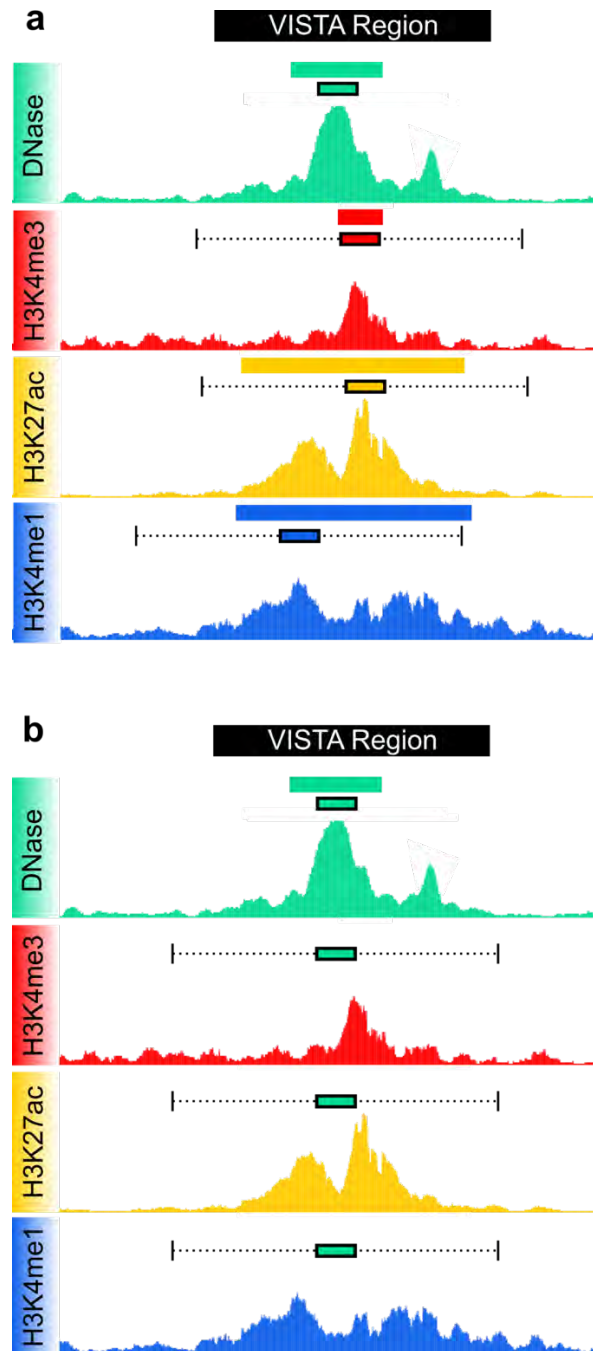 a
VISTA Region
DNase
H3K4me3
H3K27ac
H3K4me1
b
VISTA Region
DNase
H3K4me3
H3K27ac
H3K4me1